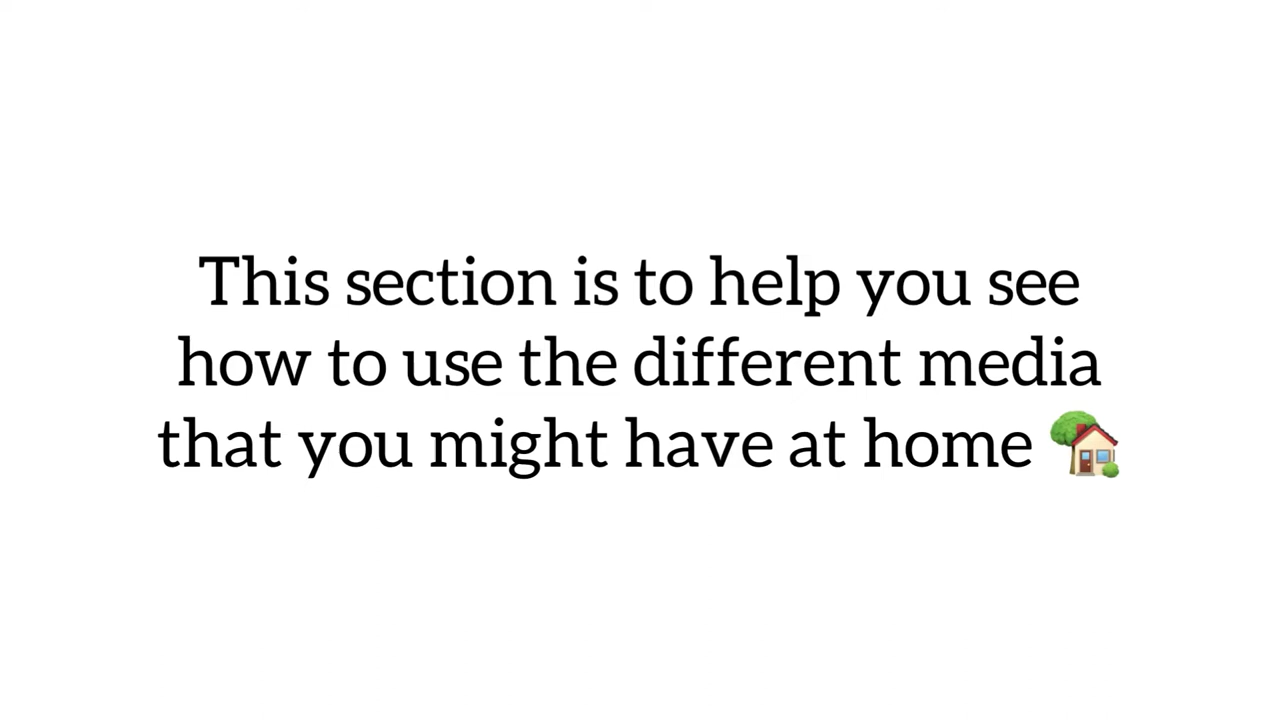 This section is to help you see
how to use the different media
that you might have at home 🏡